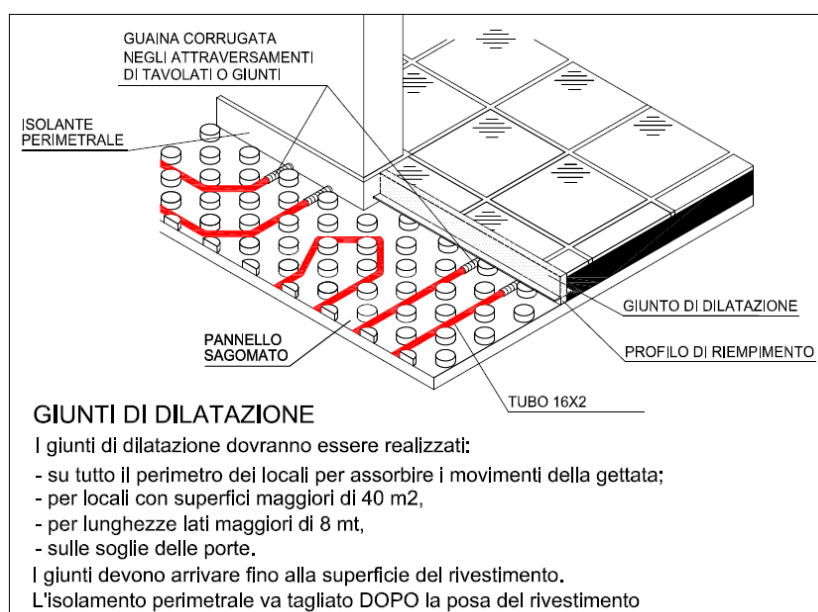 GUAINA CORRUGATA
NEGLI ATTRAVERSAMENTI
DI TAVOLATI O GIUNTI
ISOLANTE
PERIMETRALE
GIUNTO DI DILATAZIONE
PANNELLO
SAGOMATO
PROFILO DI RIEMPIMENTO
TUBO 16X2
GIUNTI DI DILATAZIONE
I giunti di dilatazione dovranno essere realizzati:
- su tutto il perimetro dei locali per assorbire i movimenti della gettata;
- per locali con superfici maggiori di 40 m2,
- per lunghezze lati maggiori di 8 mt,
- sulle soglie delle porte.
I giunti devono arrivare fino alla superficie del rivestimento.
L'isolamento perimetrale va tagliato DOPO la posa del rivestimento